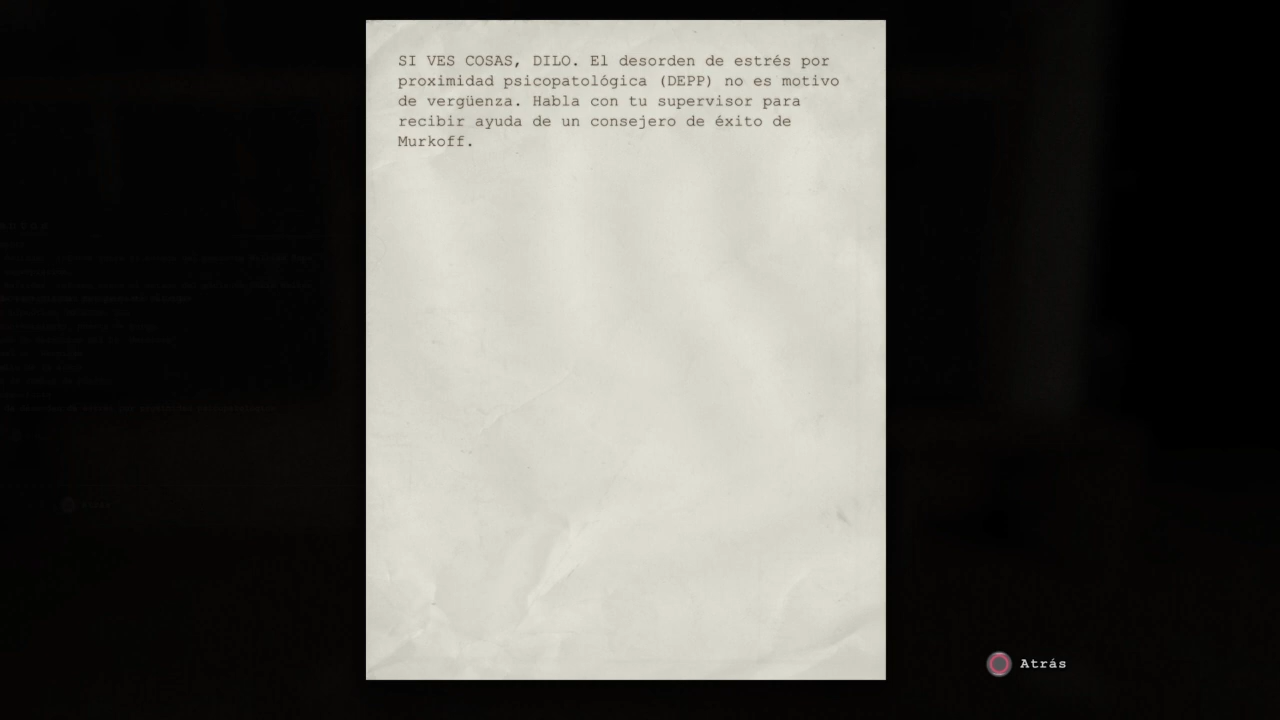 SI VES COSAS, DILO. El desorden de estrés por
proximidad psicopatológica (DEPP) no es motivo
de vergüenza. Habla con tu supervisor para
recibir ayuda de un consejero de éxito de
Murkoff.
Atrás